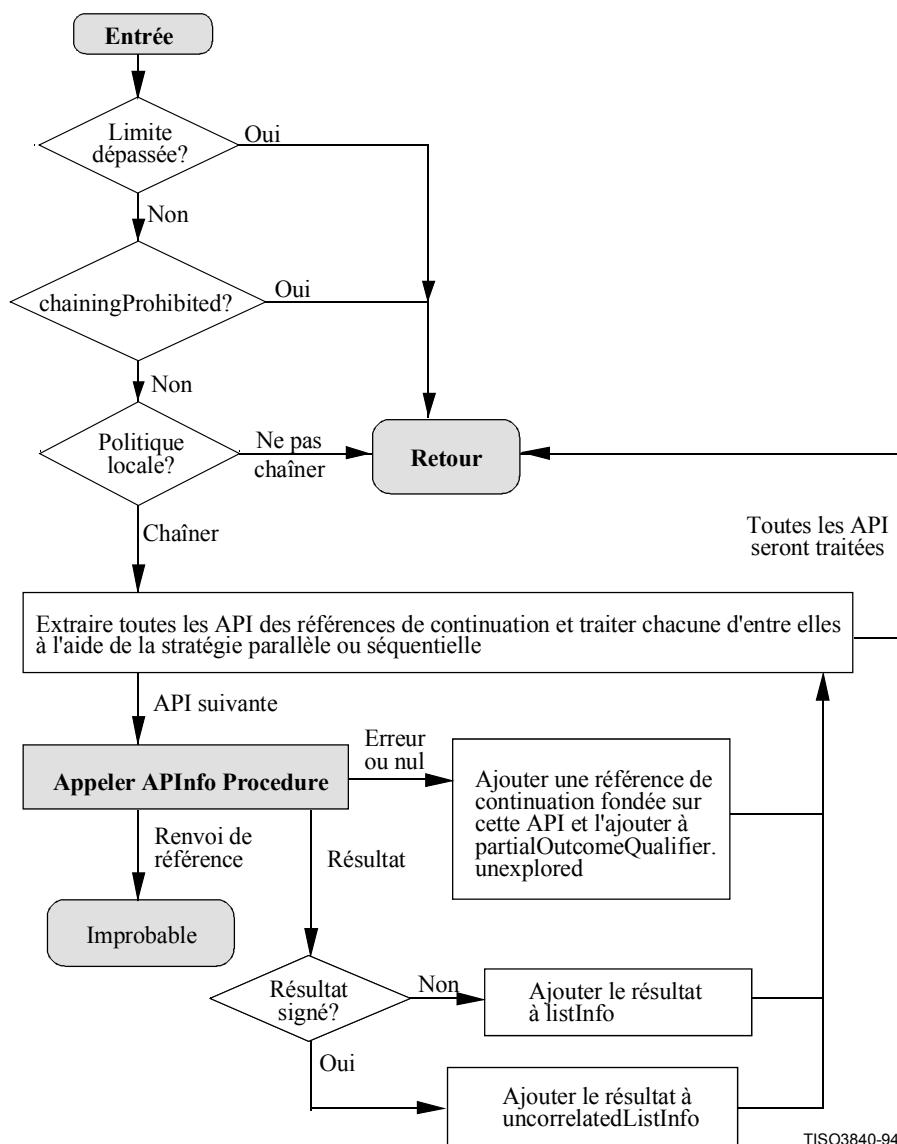 Entrée
Limite
dépassée?
Oui
Non
chainingProhibited?
Oui
Non
Politique
locale?
Ne pas
chaîner
Retour
Chaîner
Toutes les API
seront traitées
Extraire toutes les API des références de continuation et traiter chacune d'entre elles
à l'aide de la stratégie parallèle ou séquentielle
API suivante
Appeler APInfo Procedure
Erreur
ou nul
Ajouter une référence de
continuation fondée sur
cette API et l'ajouter à
partialOutcomeQualifier.
unexplored
Renvoi de
référence
Résultat
Improbable
Résultat
signé?
Non
Ajouter le résultat
à listInfo
Oui
Ajouter le résultat à
uncorrelatedListInfo
TISO3840-94